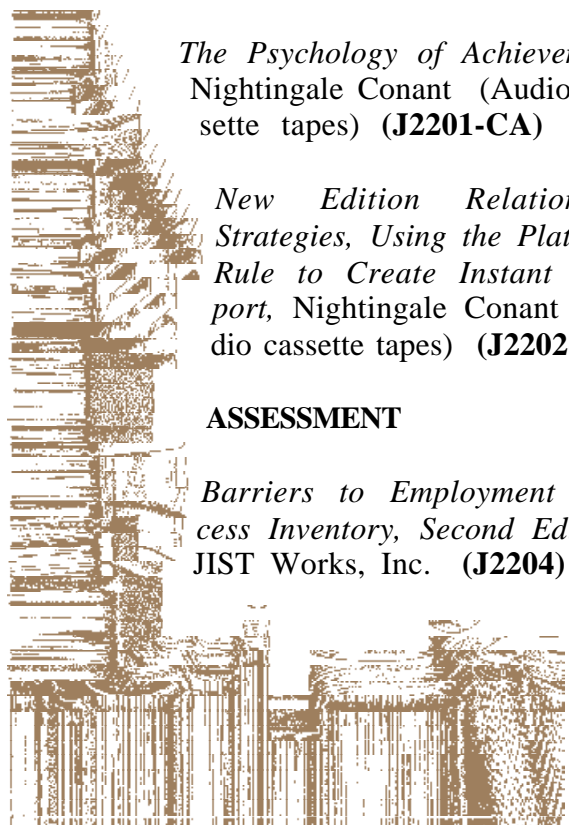 The Psychology of Achiever
Nightingale Conant (Audio
sette tapes) (J2201-CA)
New Edition Relation
Strategies, Using the Plat
Rule to Create Instant
port, Nightingale Conant
dio cassette tapes) (J2202
ASSESSMENT
Barriers to Employment
cess Inventory, Second Ed
JIST Works, Inc. (J2204)